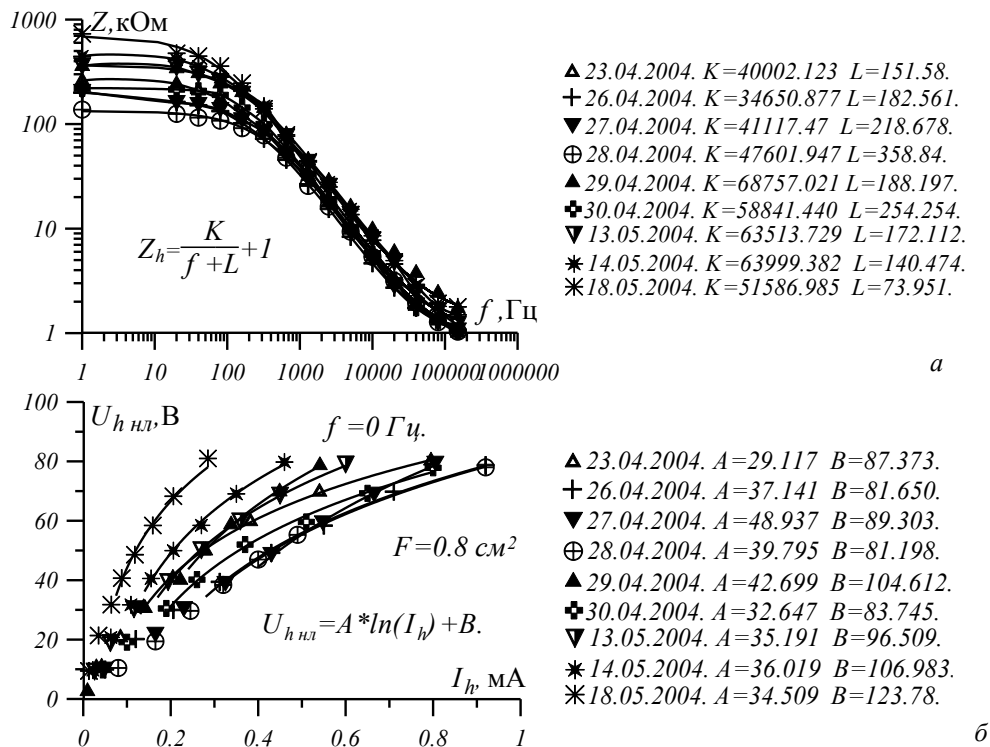 1000
Z,кОм
100
10
1
Z_h=K/(f+L)+1
f ,Гц
1 10 100 1000 10000 100000 1000000
23.04.2004. K=40002.123 L=151.58.
26.04.2004. K=34650.877 L=182.561.
27.04.2004. K=41117.47 L=218.678.
28.04.2004. K=47601.947 L=358.84.
29.04.2004. K=68757.021 L=188.197.
30.04.2004. K=58841.440 L=254.254.
13.05.2004. K=63513.729 L=172.112.
14.05.2004. K=63999.382 L=140.474.
18.05.2004. K=51586.985 L=73.951.
а
100
U_h нл,В
f =0 Гц.
80
60
F=0.8 см²
40
U_h нл=A*ln(I_h)+B.
20
I_h, мА
0
0 0.2 0.4 0.6 0.8 1
23.04.2004. A=29.117 B=87.373.
26.04.2004. A=37.141 B=81.650.
27.04.2004. A=48.937 B=89.303.
28.04.2004. A=39.795 B=81.198.
29.04.2004. A=42.699 B=104.612.
30.04.2004. A=32.647 B=83.745.
13.05.2004. A=35.191 B=96.509.
14.05.2004. A=36.019 B=106.983.
18.05.2004. A=34.509 B=123.78.
б